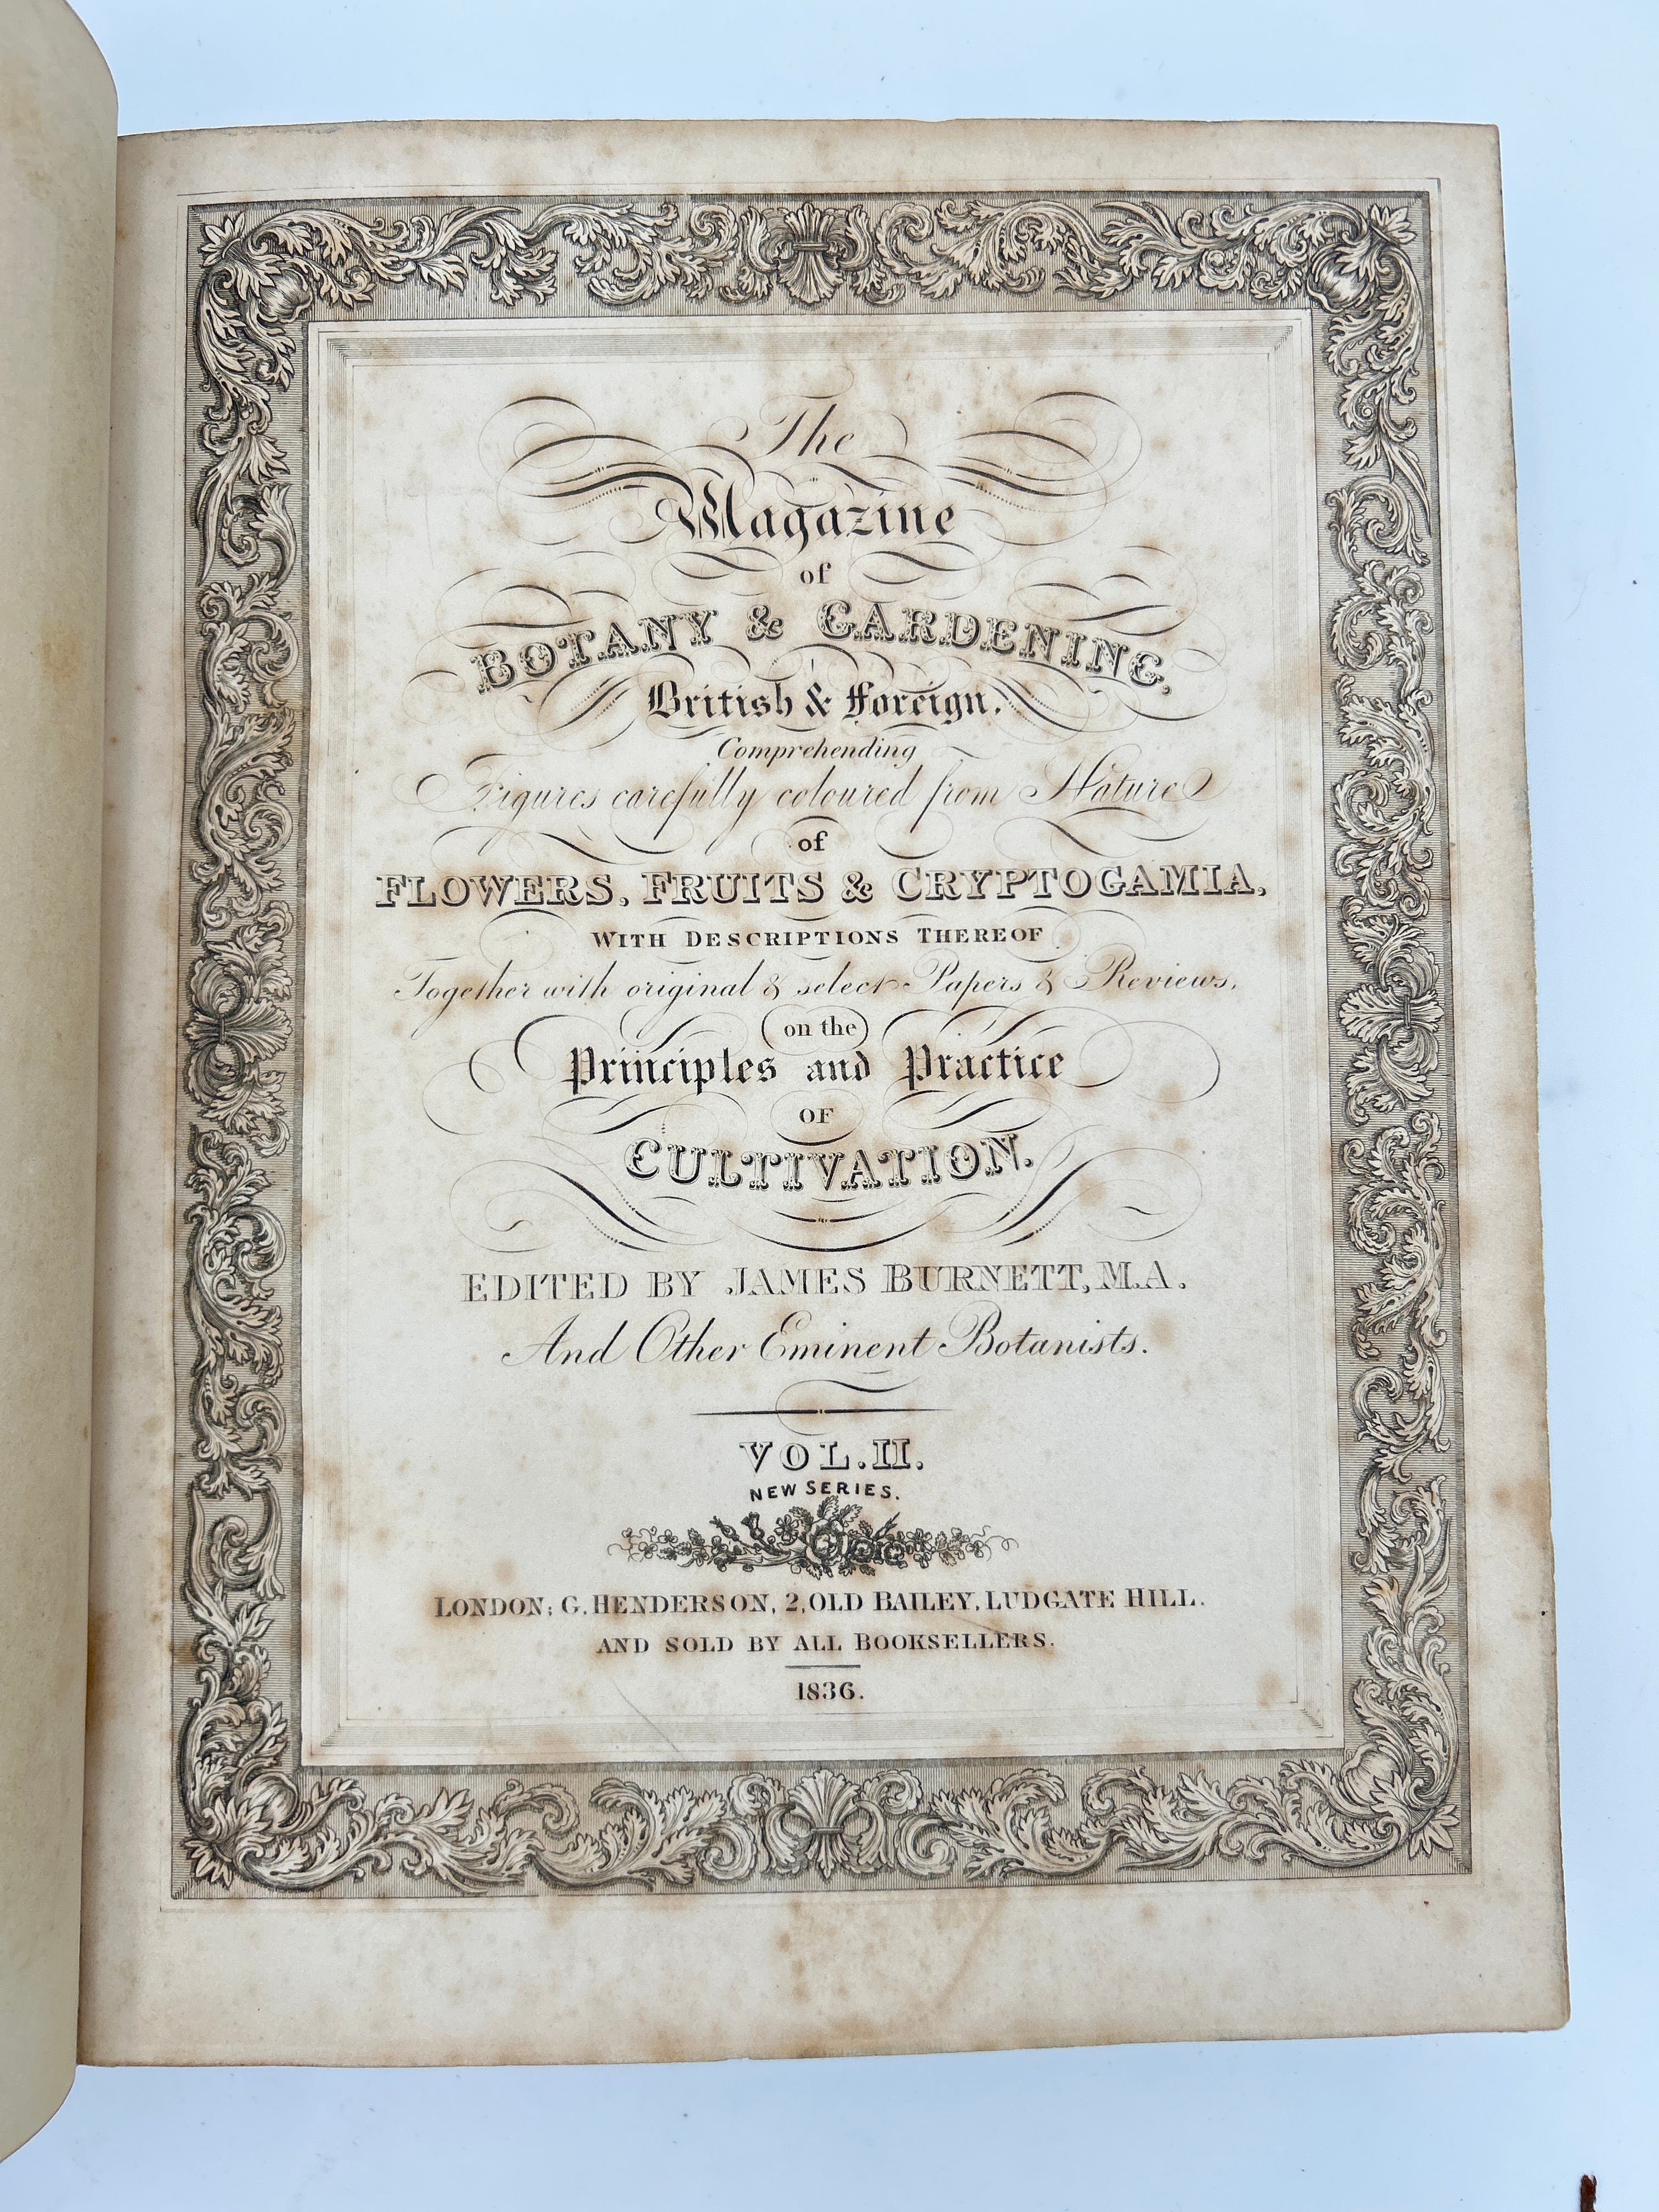 The
Magazine
of
BOTANY & GARDENING,
British & Foreign.
Comprehending
Figures carefully coloured from Nature
of
FLOWERS, FRUITS & CRYPTOGAMIA,
WITH DESCRIPTIONS THEREOF
Together with original & select Papers & Reviews,
on the
Principles and Practice
OF
CULTIVATION.
EDITED BY JAMES BURNETT, M.A.
And Other Eminent Botanists.
VOL. II.
NEW SERIES.
LONDON; G. HENDERSON, 2, OLD BAILEY, LUDGATE HILL.
AND SOLD BY ALL BOOKSELLERS.
1836.